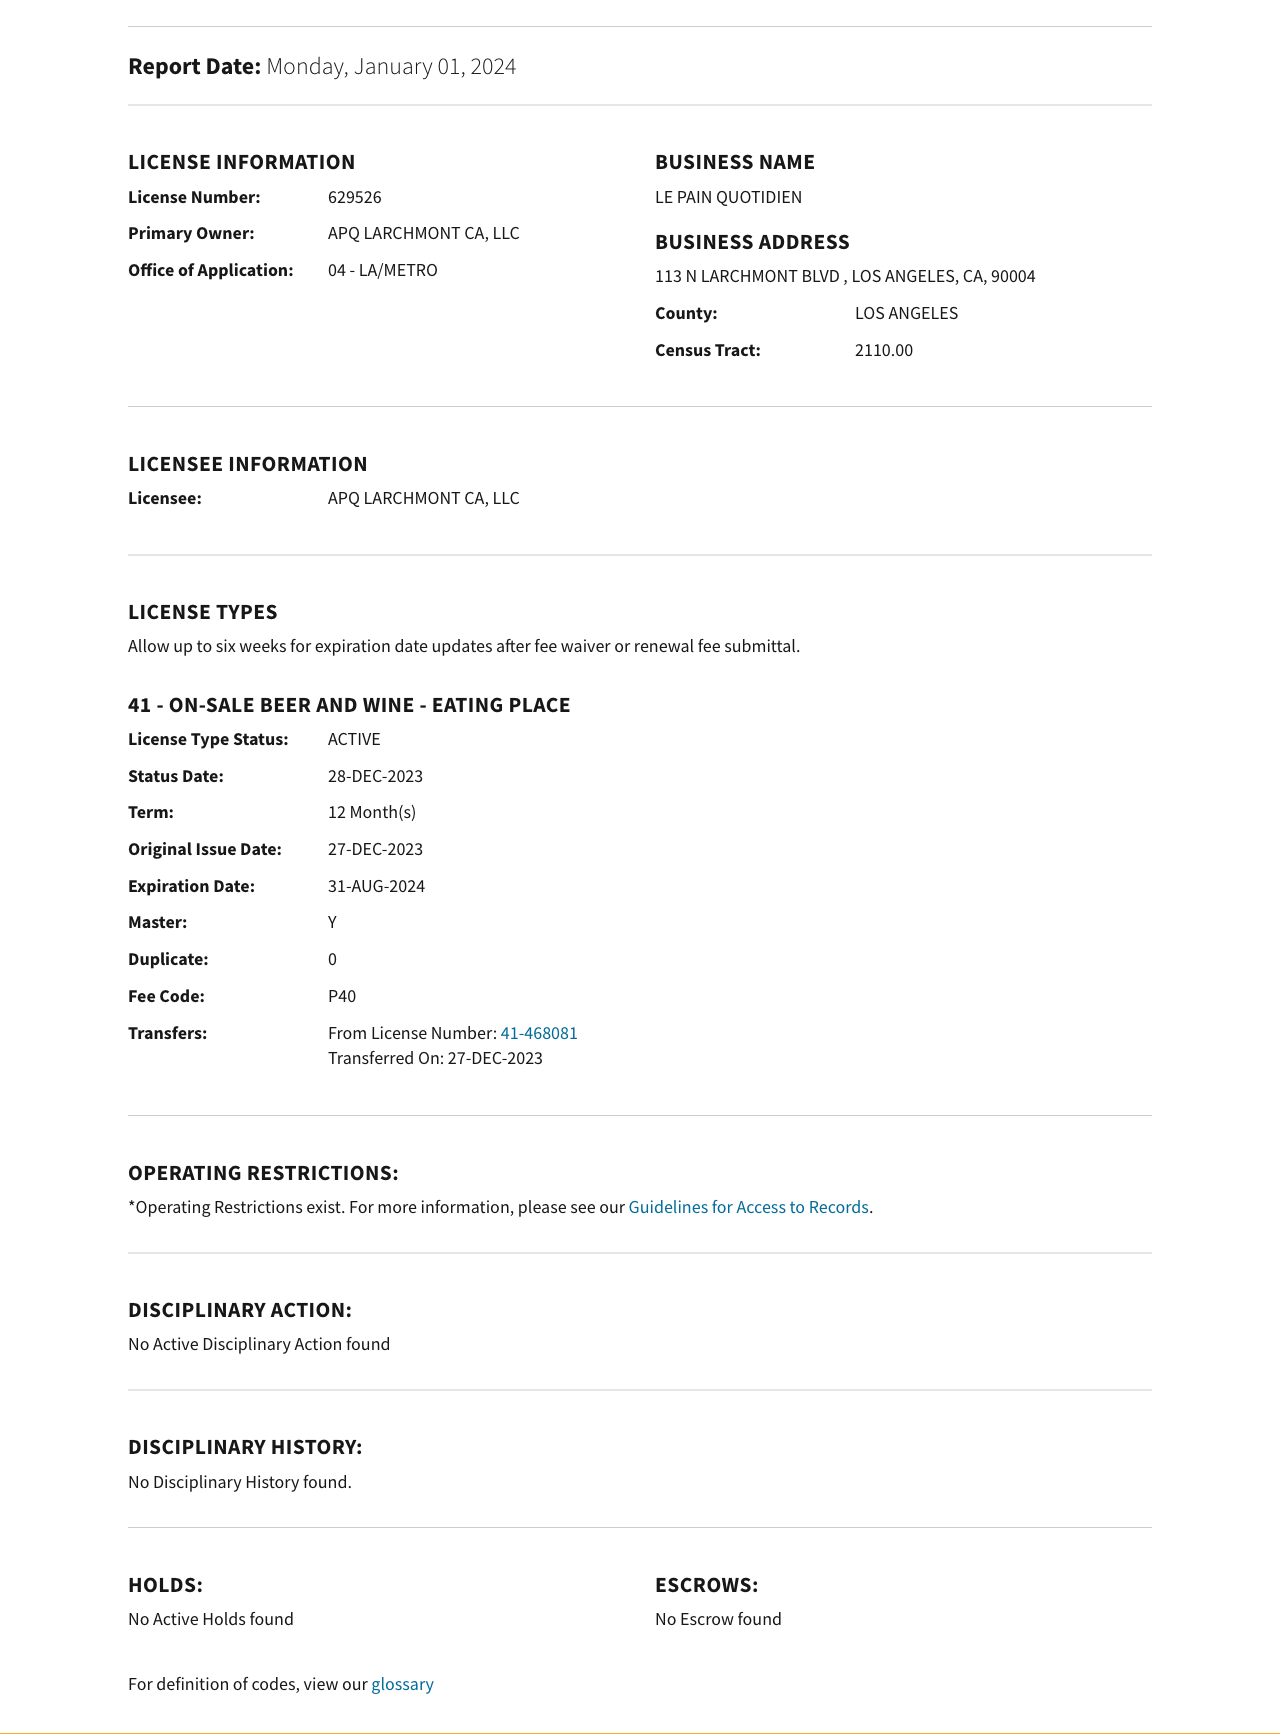 Report Date: Monday, January 01, 2024
LICENSE INFORMATION
License Number: 629526
Primary Owner: APQ LARCHMONT CA, LLC
Office of Application: 04 - LA/METRO
BUSINESS NAME
LE PAIN QUOTIDIEN
BUSINESS ADDRESS
113 N LARCHMONT BLVD , LOS ANGELES, CA, 90004
County: LOS ANGELES
Census Tract: 2110.00
LICENSEE INFORMATION
Licensee: APQ LARCHMONT CA, LLC
LICENSE TYPES
Allow up to six weeks for expiration date updates after fee waiver or renewal fee submittal.
41 - ON-SALE BEER AND WINE - EATING PLACE
License Type Status: ACTIVE
Status Date: 28-DEC-2023
Term: 12 Month(s)
Original Issue Date: 27-DEC-2023
Expiration Date: 31-AUG-2024
Master: Y
Duplicate: 0
Fee Code: P40
Transfers: From License Number: 41-468081
Transferred On: 27-DEC-2023
OPERATING RESTRICTIONS:
*Operating Restrictions exist. For more information, please see our Guidelines for Access to Records.
DISCIPLINARY ACTION:
No Active Disciplinary Action found
DISCIPLINARY HISTORY:
No Disciplinary History found.
HOLDS:
No Active Holds found
ESCROWS:
No Escrow found
For definition of codes, view our glossary